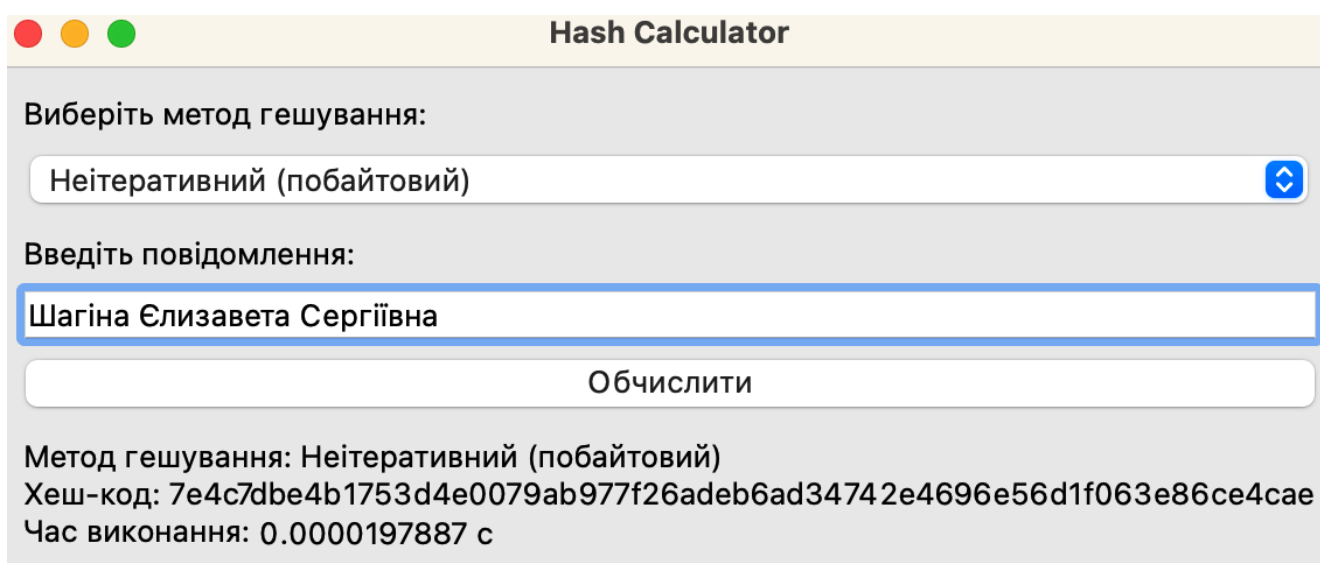 Hash Calculator
Виберіть метод гешування:
Неітеративний (побайтовий)
Введіть повідомлення:
Шагіна Єлизавета Сергіївна
Обчислити
Метод гешування: Неітеративний (побайтовий)
Хеш-код: 7e4c7dbe4b1753d4e0079ab977f26adeb6ad34742e4696e56d1f063e86ce4cae
Час виконання: 0.0000197887 с